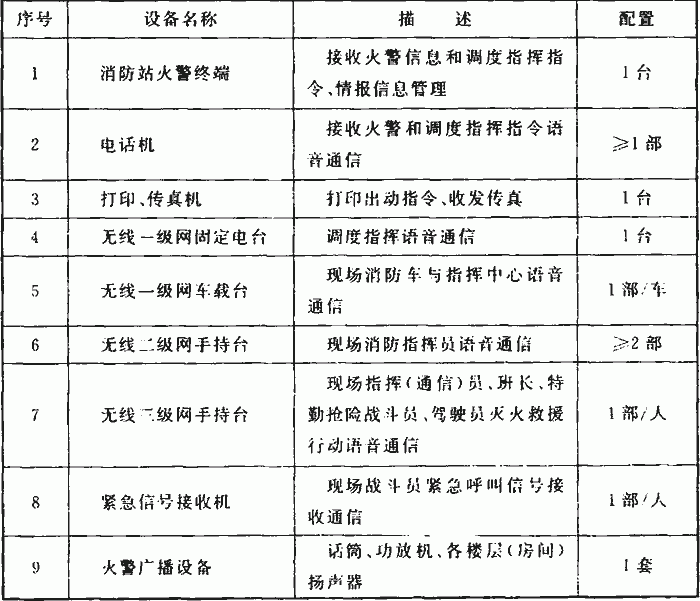 序号 设备名称 描 述 配置
1 消防站火警终端 接收火警信息和调度指挥指
令、情报信息管理 1台
2 电话机 接收火警和调度指挥指令语
音通信 ≥1部
3 打印、传真机 打印出动指令、收发传真 1台
4 无线一级网固定电台 调度指挥语音通信 1台
5 无线一级网车载台 现场消防车与指挥中心语音
通信 1部/车
6 无线二级网手持台 现场消防指挥员语音通信 ≥2部
7 无线三级网手持台 现场指挥(通信)员、班长、特
勤抢险战斗员、驾驶员灭火救援
行动语音通信 1部/人
8 紧急信号接收机 现场战斗员紧急呼叫信号接
收通信 1部/人
9 火警广播设备 话筒、功放机、各楼层(房间)
扬声器 1套